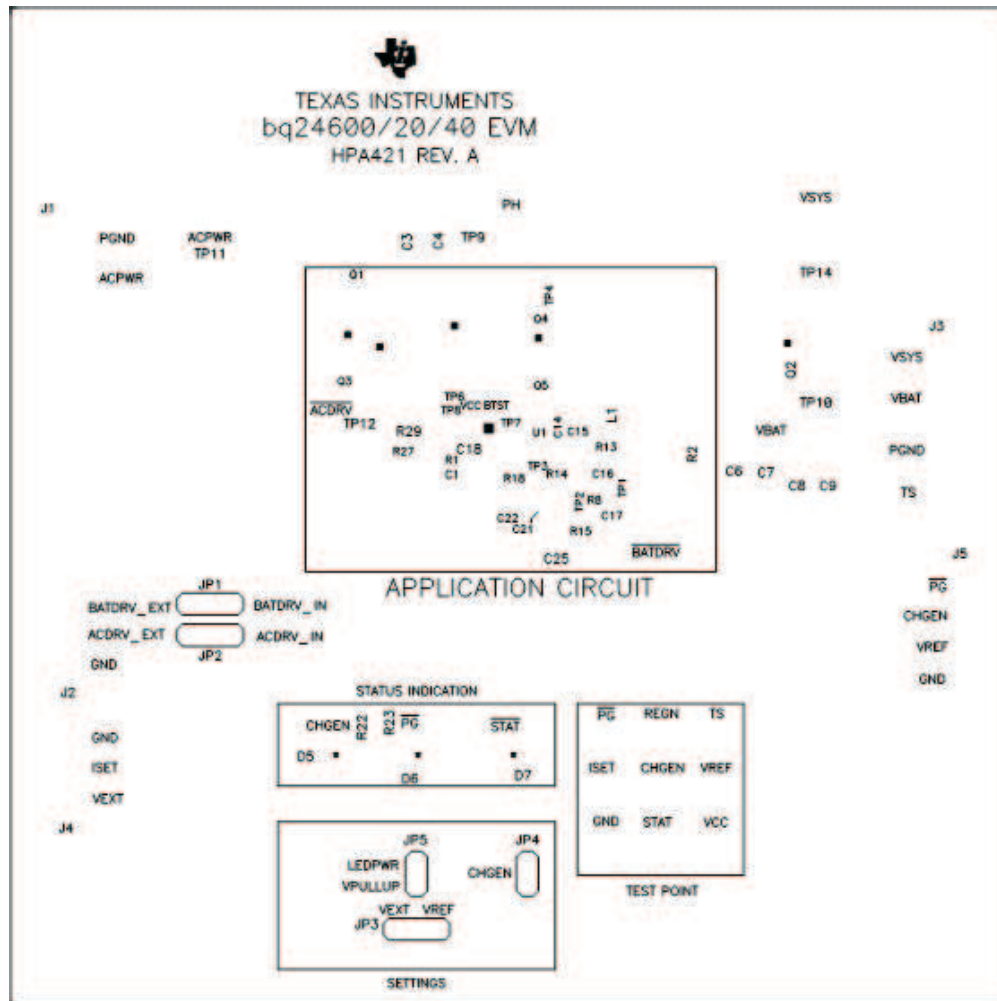 TEXAS INSTRUMENTS
bq24600/20/40 EVM
HPA421 REV. A
J1
PH
VSYS
PGND
ACPWR
TP11
C3
C4
TP9
ACPWR
Q1
TP14
TP4
Q4
J3
Q2
VSYS
Q3
Q5
ACDRV
TP12
TP6
TP8
VCC
BTST
TP7
R29
R27
C18
R1
C1
U1
C14
C15
L1
R13
R2
TP10
VBAT
VBAT
PGND
TP3
R18
R14
C16
TP1
TP2
R8
C17
C22
C21
R15
C25
BATDRV
C6
C7
C8
C9
TS
APPLICATION CIRCUIT
J5
PG
CHGEN
VREF
GND
JP1
BATDRV_EXT
BATDRV_IN
ACDRV_EXT
ACDRV_IN
JP2
GND
J2
GND
ISET
VEXT
J4
STATUS INDICATION
CHGEN
R22
R23
PG
STAT
D5
D6
D7
PG REGN TS
ISET CHGEN VREF
GND STAT VCC
TEST POINT
JP5
JP4
LEDPWR
VPULLUP
CHGEN
VEXT VREF
JP3
SETTINGS